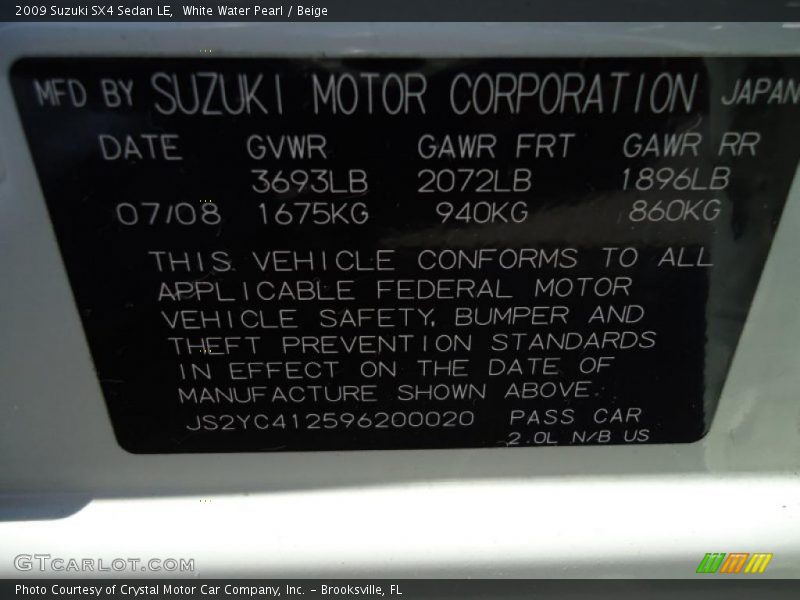 2009 Suzuki SX4 Sedan LE, White Water Pearl / Beige
MFD BY SUZUKI MOTOR CORPORATION JAPAN
DATE GVWR GAWR FRT GAWR RR
3693LB 2072LB 1896LB
07/08 1675KG 940KG 860KG
THIS VEHICLE CONFORMS TO ALL
APPLICABLE FEDERAL MOTOR
VEHICLE SAFETY, BUMPER AND
THEFT PREVENTION STANDARDS
IN EFFECT ON THE DATE OF
MANUFACTURE SHOWN ABOVE.
JS2YC412596200020 PASS CAR
2.0L N/B US
GTCarLot.com
Photo Courtesy of Crystal Motor Car Company, Inc. – Brooksville, FL